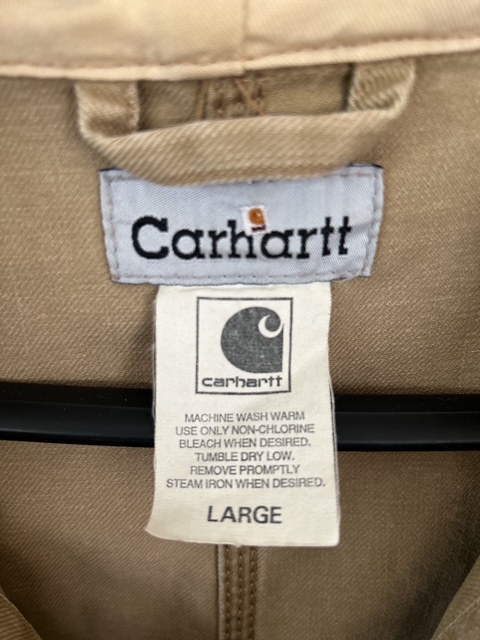 Carhartt
carhartt
MACHINE WASH WARM
USE ONLY NON-CHLORINE
BLEACH WHEN DESIRED.
TUMBLE DRY LOW.
REMOVE PROMPTLY
STEAM IRON WHEN DESIRED.
LARGE